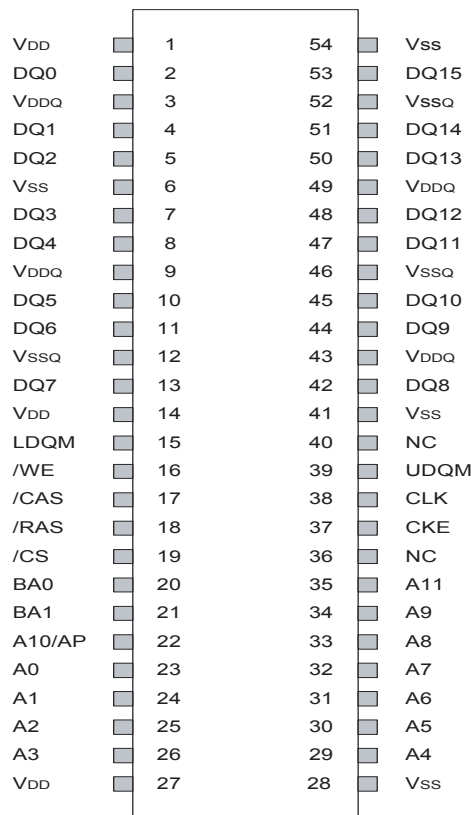 VDD 1 54 Vss
DQ0 2 53 DQ15
VDDQ 3 52 VssQ
DQ1 4 51 DQ14
DQ2 5 50 DQ13
VSS 6 49 VDDQ
DQ3 7 48 DQ12
DQ4 8 47 DQ11
VDDQ 9 46 VSSQ
DQ5 10 45 DQ10
DQ6 11 44 DQ9
VSSQ 12 43 VDDQ
DQ7 13 42 DQ8
VDD 14 41 VSS
LDQM 15 40 NC
/WE 16 39 UDQM
/CAS 17 38 CLK
/RAS 18 37 CKE
/CS 19 36 NC
BA0 20 35 A11
BA1 21 34 A9
A10/AP 22 33 A8
A0 23 32 A7
A1 24 31 A6
A2 25 30 A5
A3 26 29 A4
VDD 27 28 VSS